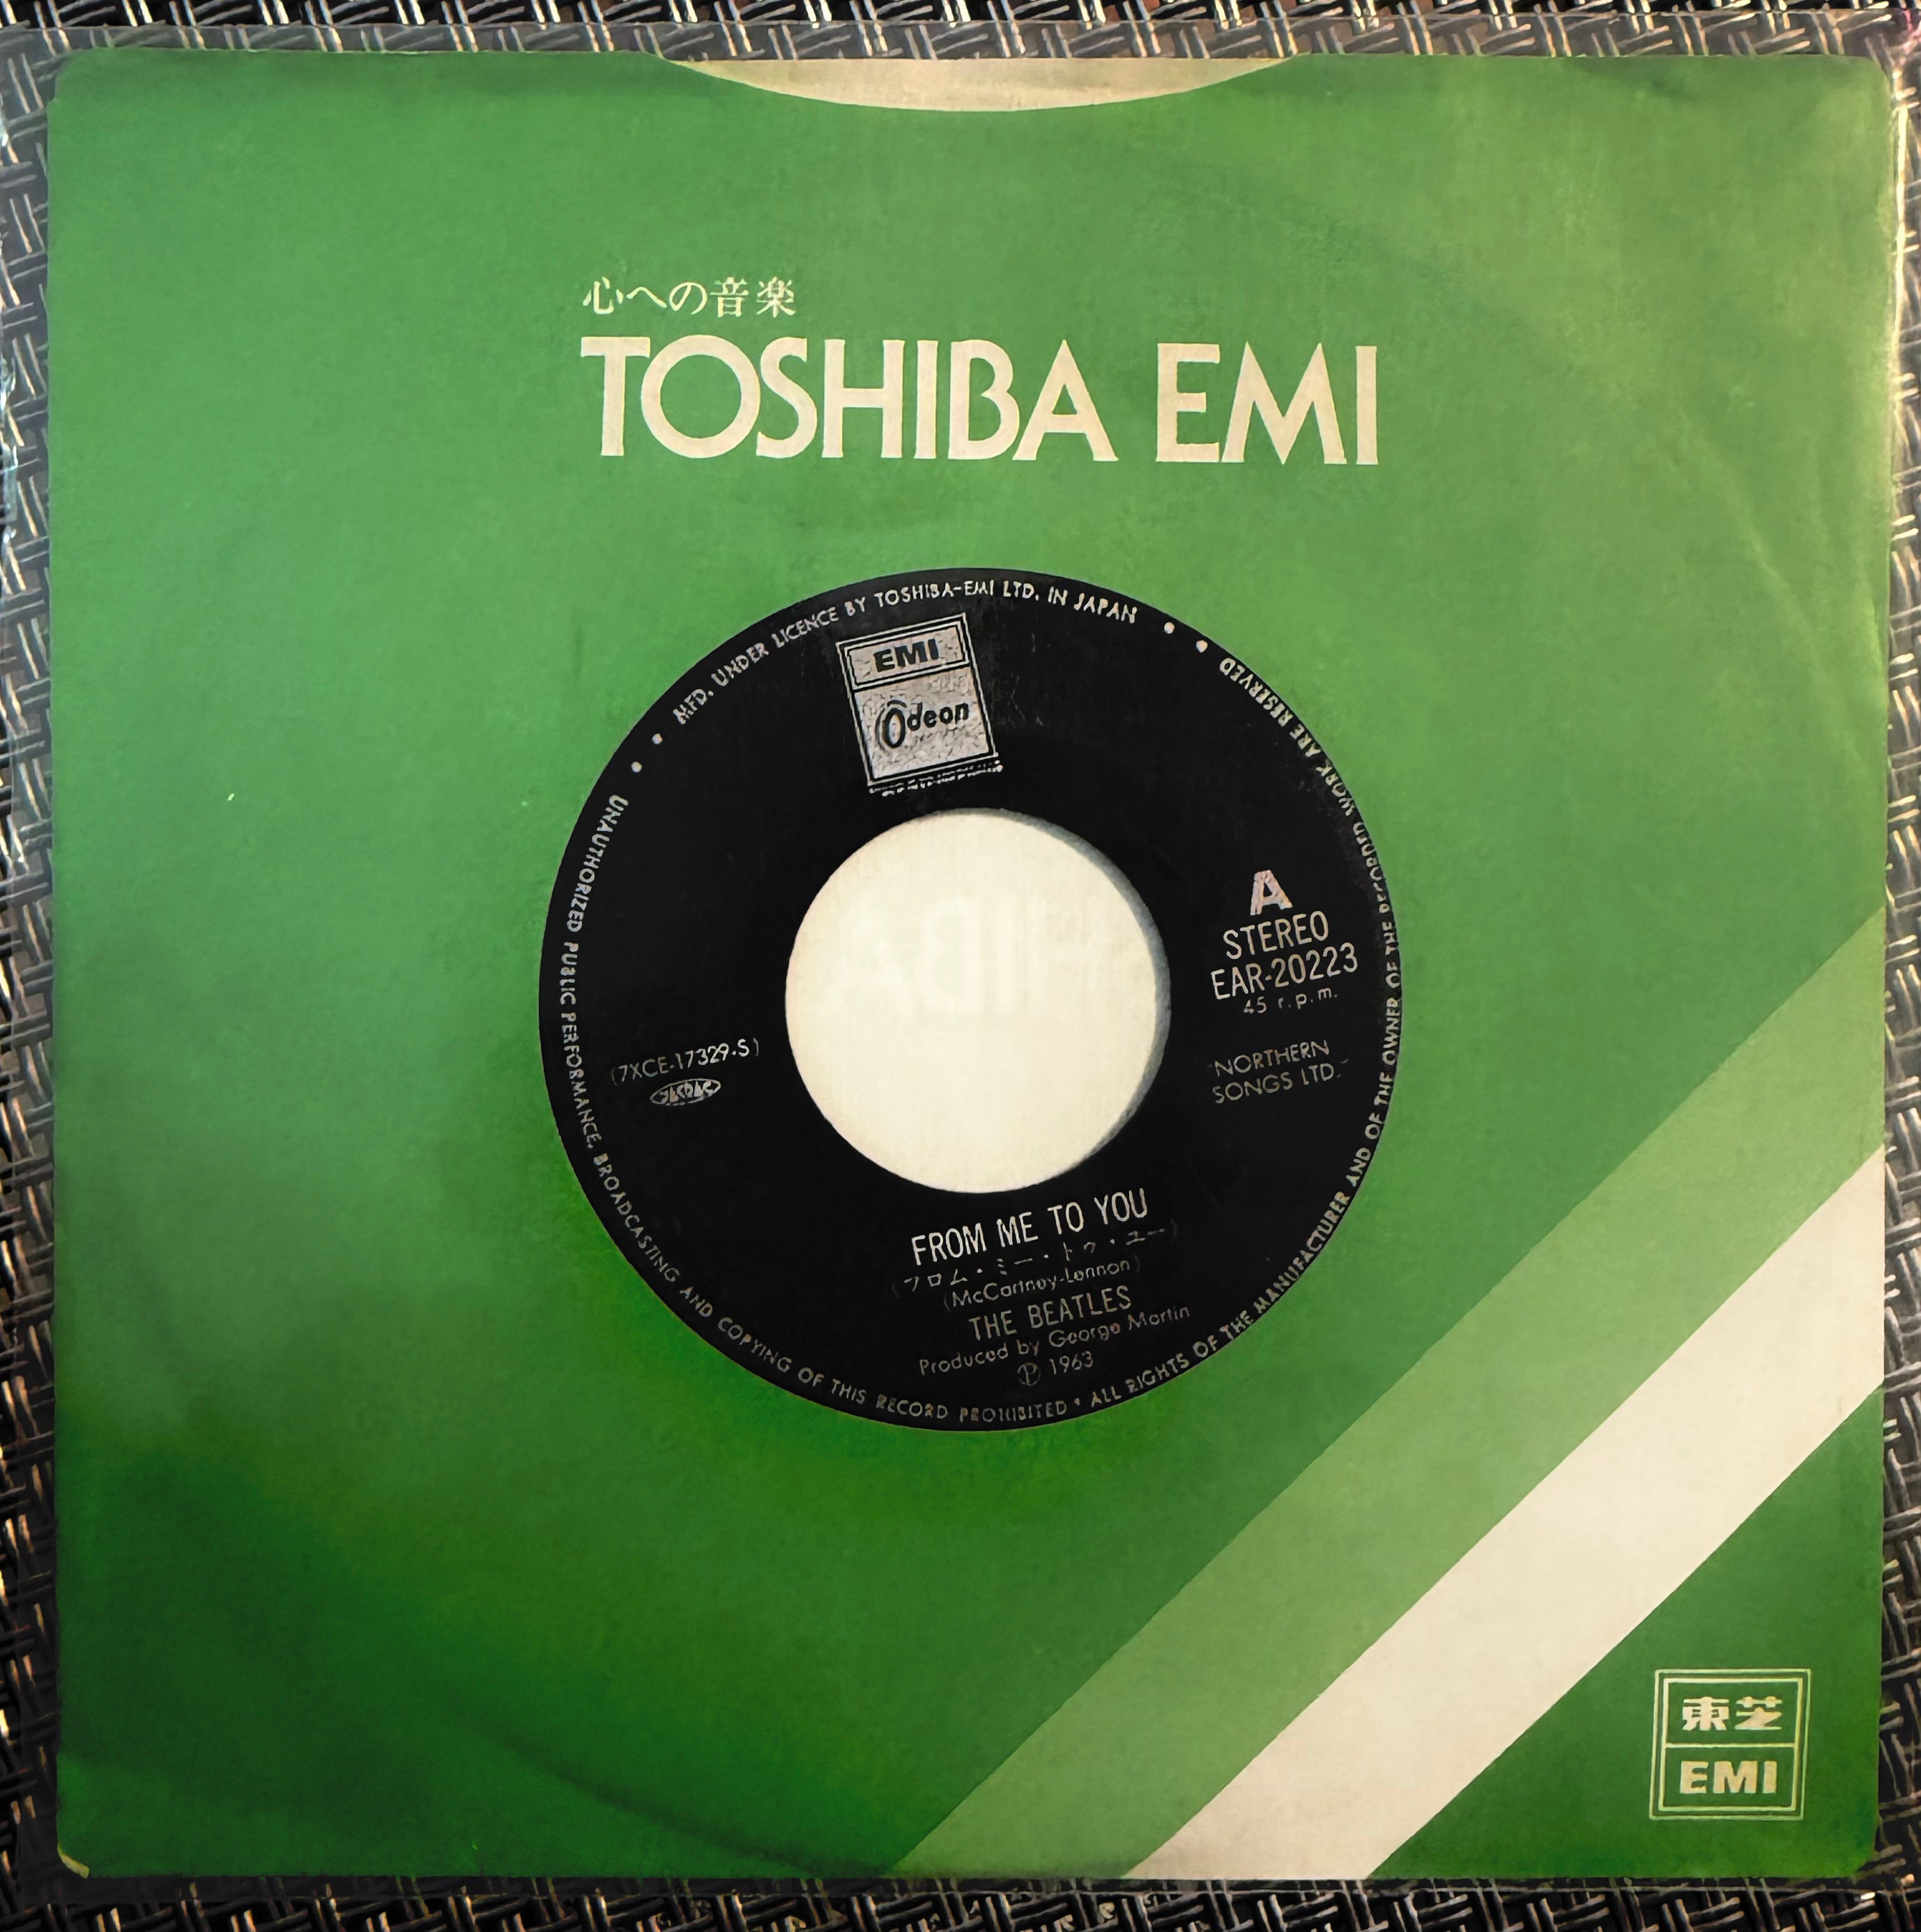 心への音楽
TOSHIBA EMI
MFD. UNDER LICENCE BY TOSHIBA-EMI LTD. IN JAPAN
EMI
Odeon
A
STEREO
EAR-20223
45 r.p.m.
"NORTHERN
SONGS LTD."
(7XCE-17329-S)
FROM ME TO YOU
(フロム・ミー・トゥ・ユー)
(McCartney-Lennon)
THE BEATLES
Produced by George Martin
Ⓟ 1963
UNAUTHORIZED PUBLIC PERFORMANCE, BROADCASTING AND COPYING OF THIS RECORD PROHIBITED • ALL RIGHTS OF THE MANUFACTURER AND OF THE OWNER OF THE RECORDED WORK ARE RESERVED
東芝
EMI